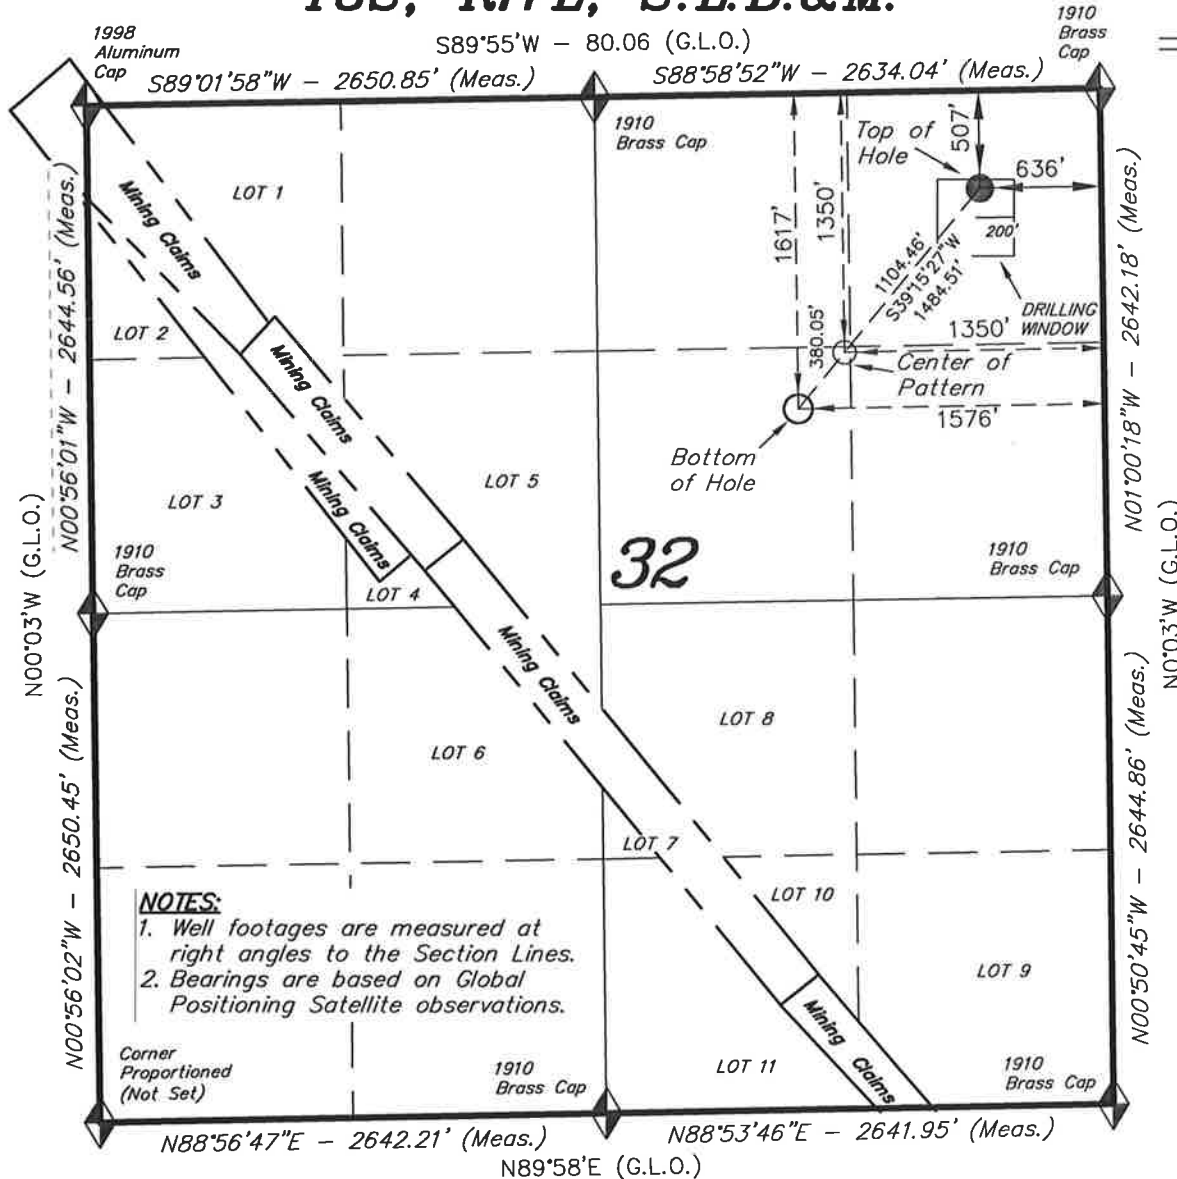 R17E, S.L.B.&M.
S89°55'W - 80.06 (G.L.O.)
S89°01'58"W - 2650.85' (Meas.)
S88°58'52"W - 2634.04' (Meas.)
1998
Aluminum
Cap
1910
Brass
Cap
1910
Brass Cap
Top of
Hole
507'
636'
200'
1617'
1350'
1104.46'
S39°15'27"W
1484.51'
DRILLING
WINDOW
380.05'
1350'
Center of
Pattern
1576'
Bottom
of Hole
LOT 1
Mining Claims
LOT 2
Mining Claims
LOT 3
Mining Claims
LOT 5
LOT 4
32
1910
Brass
Cap
1910
Brass Cap
Mining Claims
LOT 6
LOT 8
LOT 7
LOT 10
LOT 9
Mining Claims
LOT 11
N00°03'W (G.L.O.)
N00°56'01"W - 2644.56' (Meas.)
N00°56'02"W - 2650.45' (Meas.)
N01°00'18"W - 2642.18' (Meas.)
N0°03'W (G.L.O.)
N00°50'45"W - 2644.86' (Meas.)
NOTES:
1. Well footages are measured at
right angles to the Section Lines.
2. Bearings are based on Global
Positioning Satellite observations.
Corner
Proportioned
(Not Set)
1910
Brass Cap
1910
Brass Cap
N88°56'47"E - 2642.21' (Meas.)
N88°53'46"E - 2641.95' (Meas.)
N89°58'E (G.L.O.)